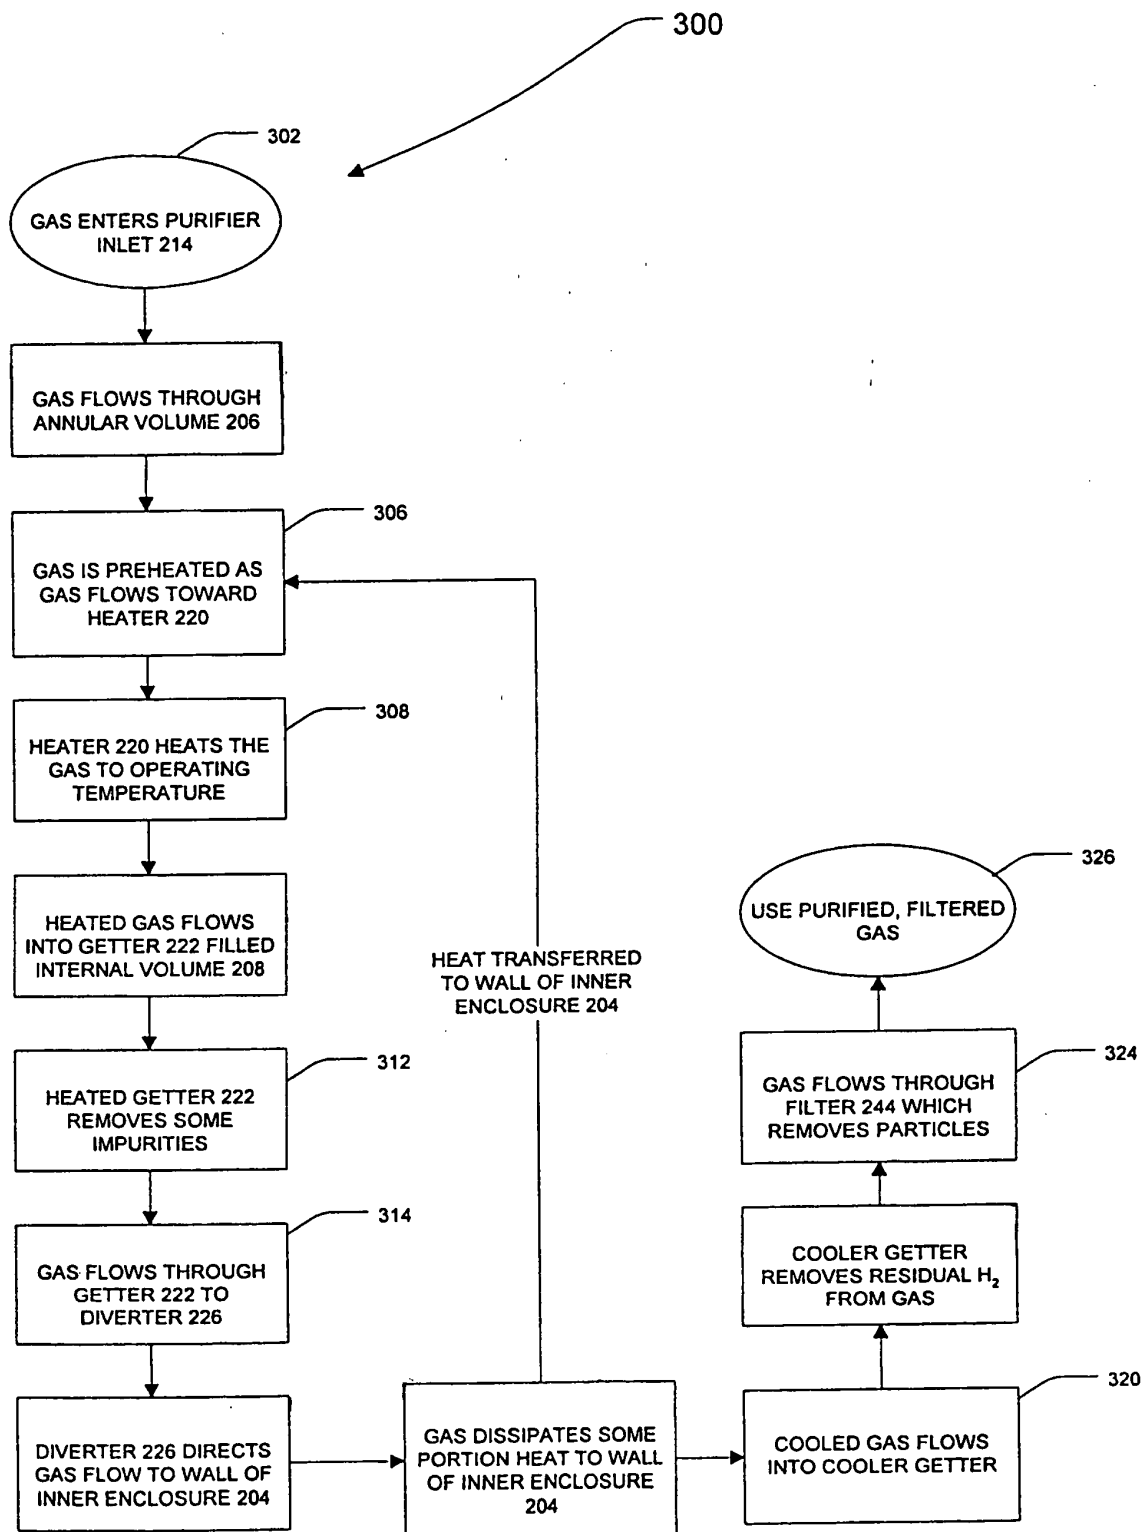 300
302
GAS ENTERS PURIFIER
INLET 214
GAS FLOWS THROUGH
ANNULAR VOLUME 206
306
GAS IS PREHEATED AS
GAS FLOWS TOWARD
HEATER 220
308
HEATER 220 HEATS THE
GAS TO OPERATING
TEMPERATURE
HEATED GAS FLOWS
INTO GETTER 222 FILLED
INTERNAL VOLUME 208
312
HEATED GETTER 222
REMOVES SOME
IMPURITIES
314
GAS FLOWS THROUGH
GETTER 222 TO
DIVERTER 226
DIVERTER 226 DIRECTS
GAS FLOW TO WALL OF
INNER ENCLOSURE 204
HEAT TRANSFERRED
TO WALL OF INNER
ENCLOSURE 204
GAS DISSIPATES SOME
PORTION HEAT TO WALL
OF INNER ENCLOSURE
204
320
COOLED GAS FLOWS
INTO COOLER GETTER
COOLER GETTER
REMOVES RESIDUAL H₂
FROM GAS
324
GAS FLOWS THROUGH
FILTER 244 WHICH
REMOVES PARTICLES
326
USE PURIFIED, FILTERED
GAS